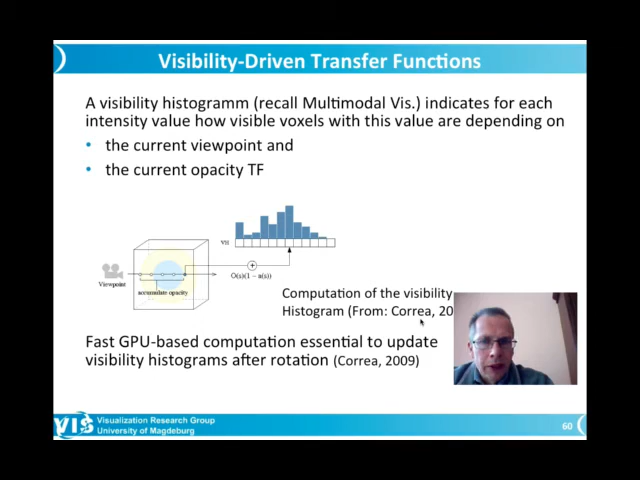 Visibility-Driven Transfer Functions
A visibility histogramm (recall Multimodal Vis.) indicates for each
intensity value how visible voxels with this value are depending on
• the current viewpoint and
• the current opacity TF
VH
Viewpoint
accumulate opacity
O(s)(1 − α(s))
Computation of the visibility
Histogram (From: Correa, 20
Fast GPU-based computation essential to update
visibility histograms after rotation (Correa, 2009)
VIS
Visualization Research Group
University of Magdeburg
60